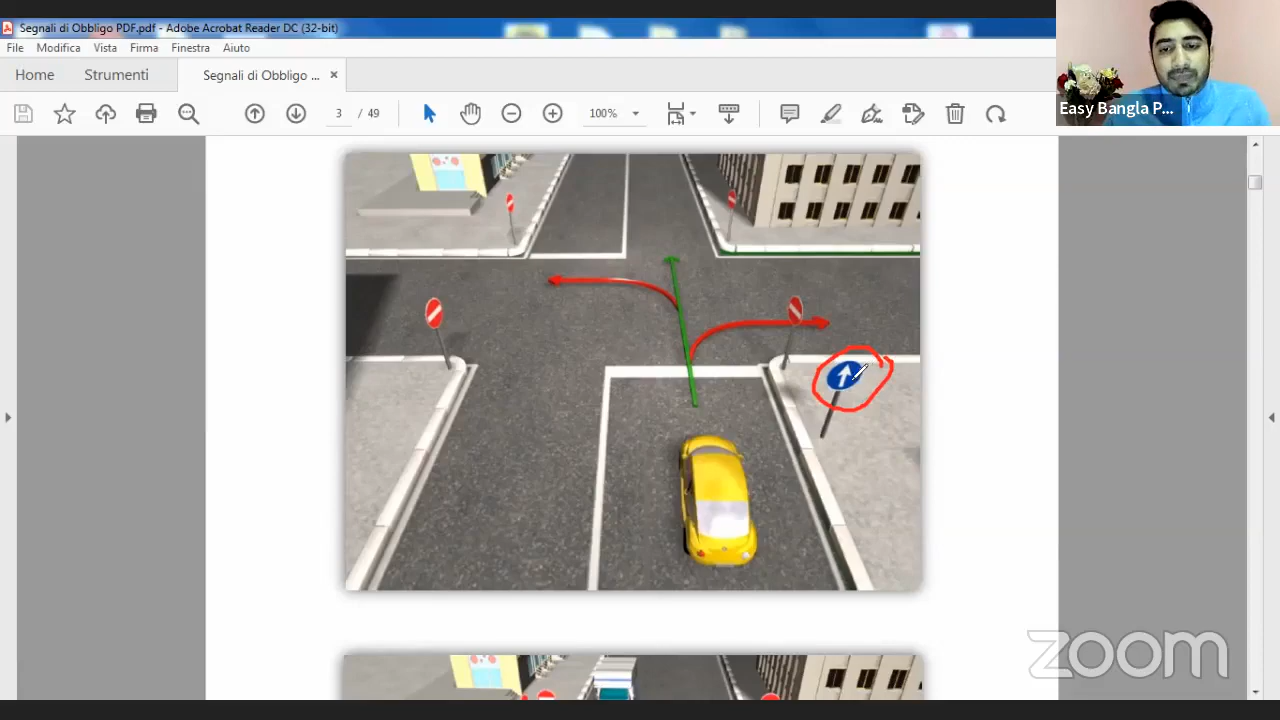 Segnali di Obbligo PDF.pdf - Adobe Acrobat Reader DC (32-bit)
File Modifica Vista Firma Finestra Aiuto
Home Strumenti Segnali di Obbligo ... ×
3 / 49 100%
Easy Bangla P...
zoom